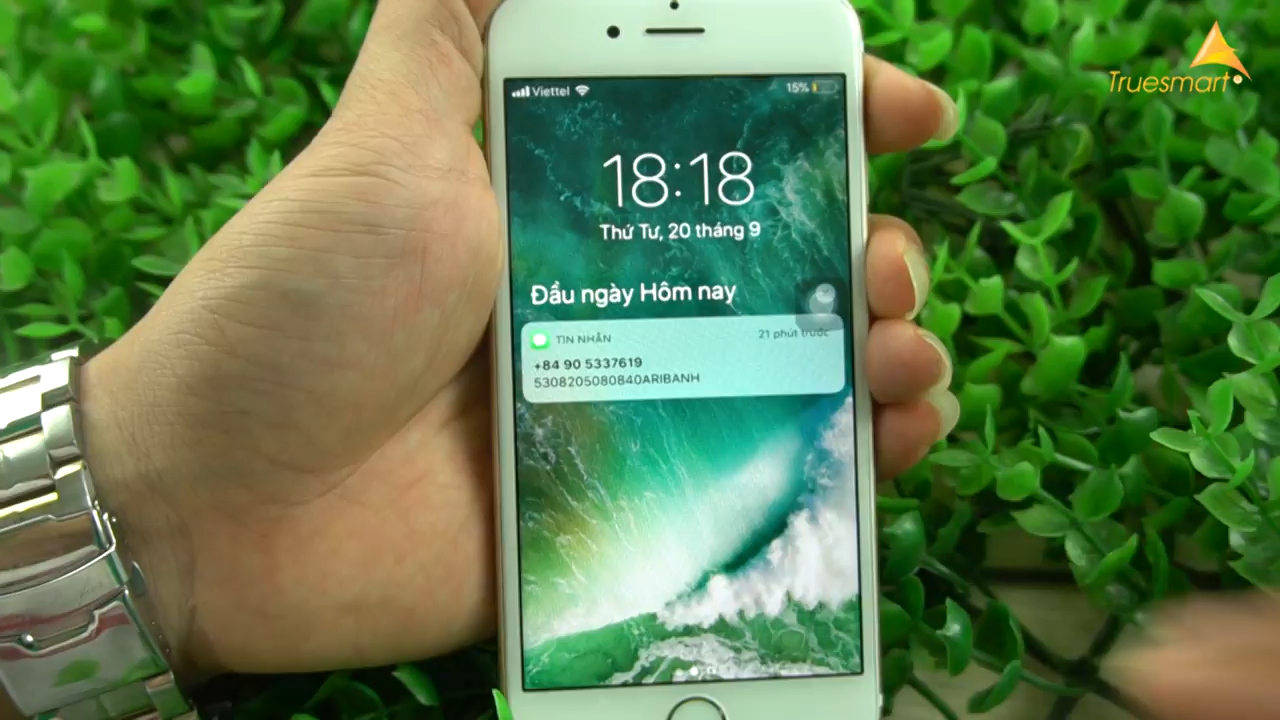 Truesmart
Viettel 15%
18:18
Thứ Tư, 20 tháng 9
Đầu ngày Hôm nay
TIN NHẮN 21 phút trước
+84 90 5337619
5308205080840ARIBANH